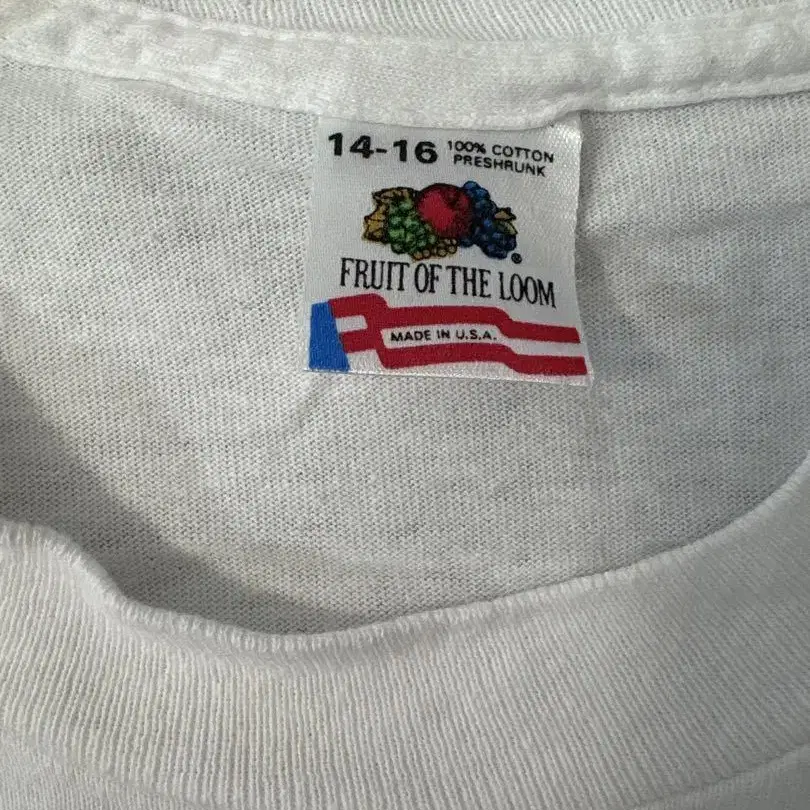 14-16 100% COTTON
PRESHRUNK
®
FRUIT OF THE LOOM
MADE IN U.S.A.